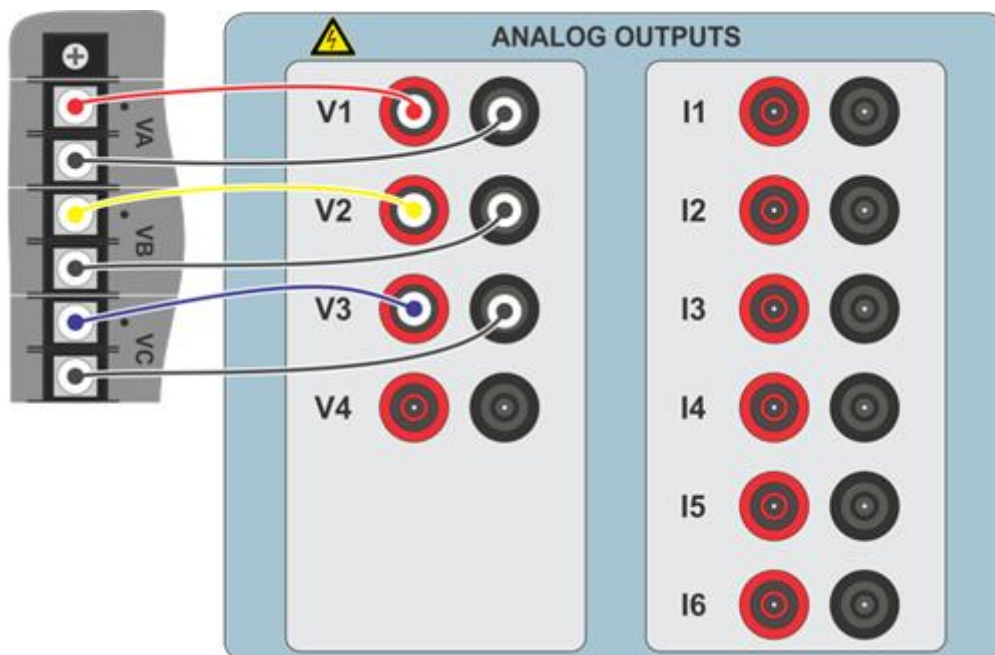 ANALOG OUTPUTS
VA
VB
VC
V1
V2
V3
V4
I1
I2
I3
I4
I5
I6